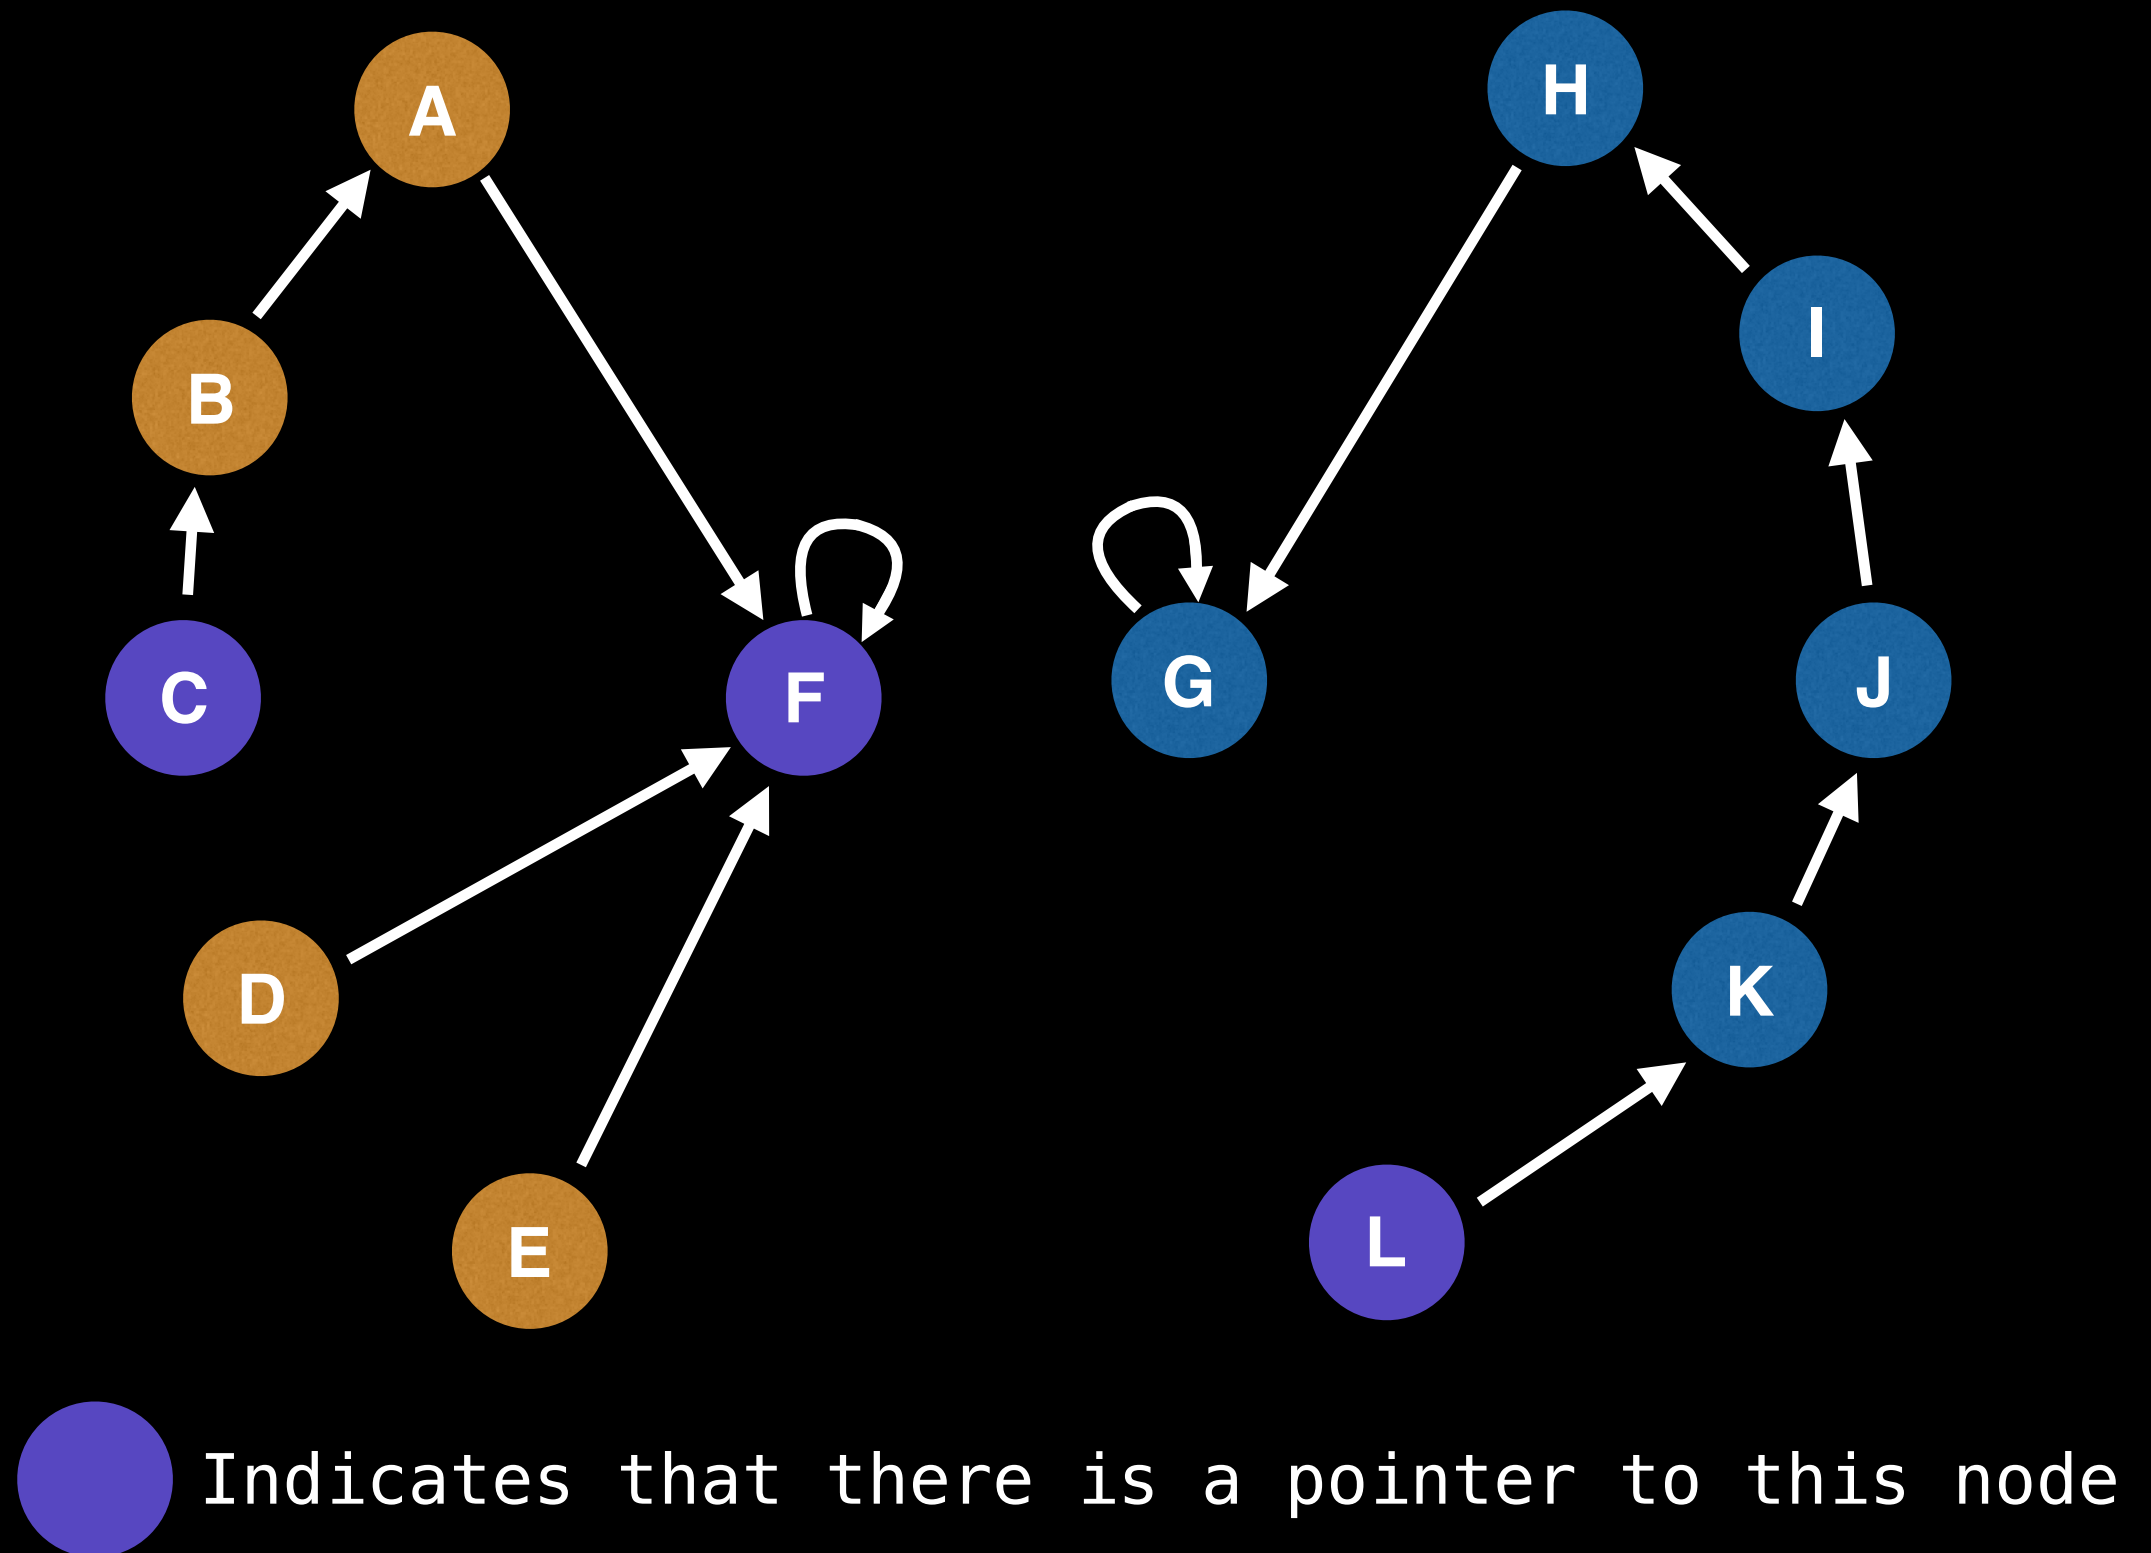 A
H
B
I
C
F
G
J
D
K
E
L
Indicates that there is a pointer to this node